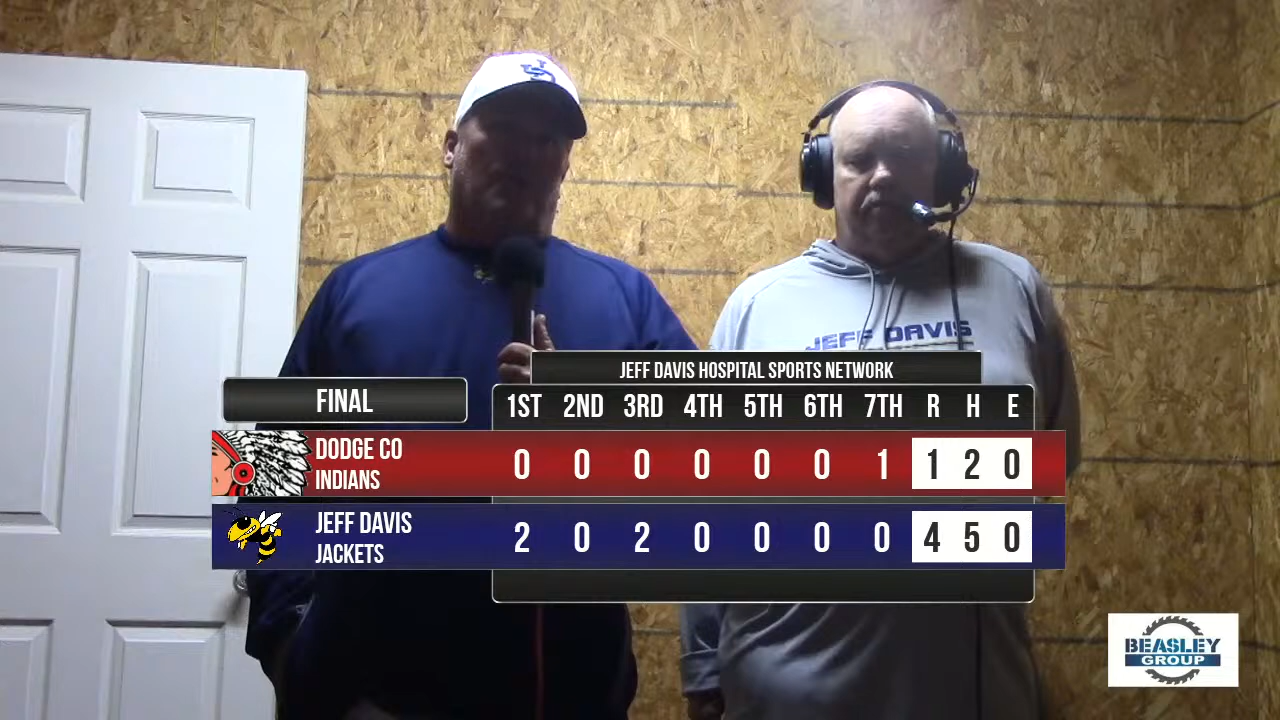 JD
JEFF DAVIS
JEFF DAVIS HOSPITAL SPORTS NETWORK
FINAL 1ST 2ND 3RD 4TH 5TH 6TH 7TH R H E
DODGE CO
INDIANS
0 0 0 0 0 0 1 1 2 0
JEFF DAVIS
JACKETS
2 0 2 0 0 0 0 4 5 0
BEASLEY
GROUP